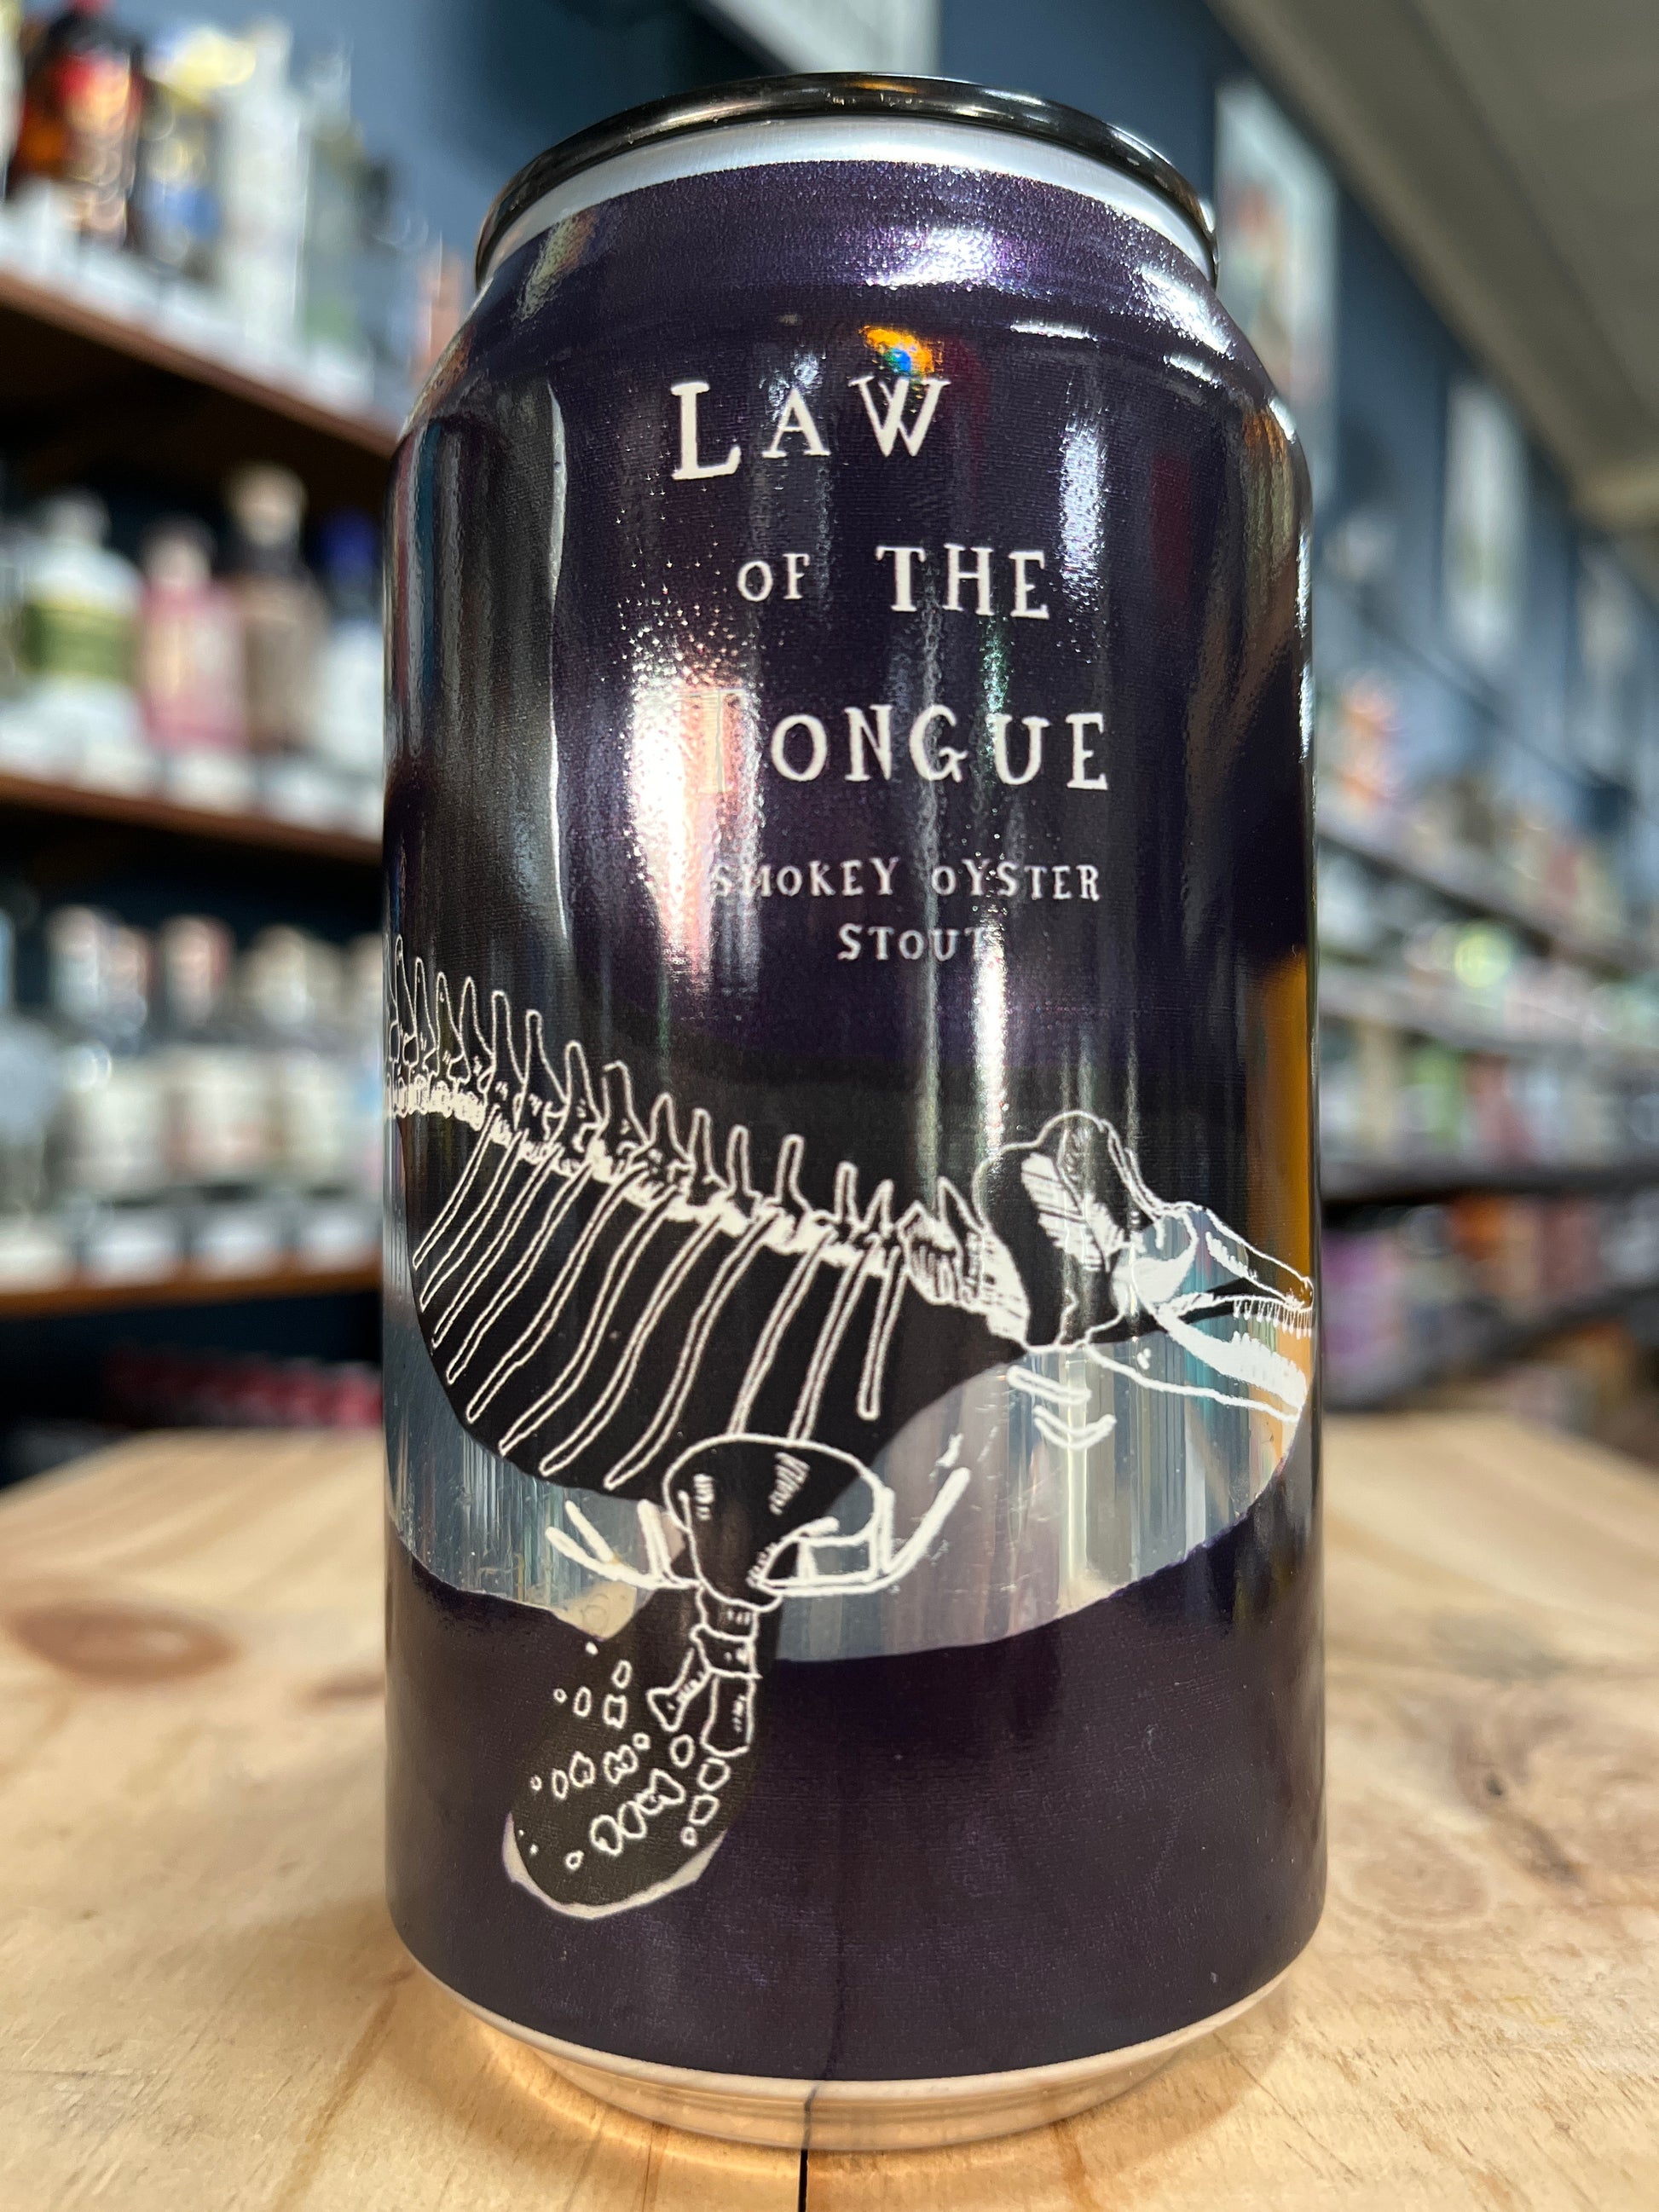 LAW
OF THE
TONGUE
SMOKEY OYSTER
STOUT